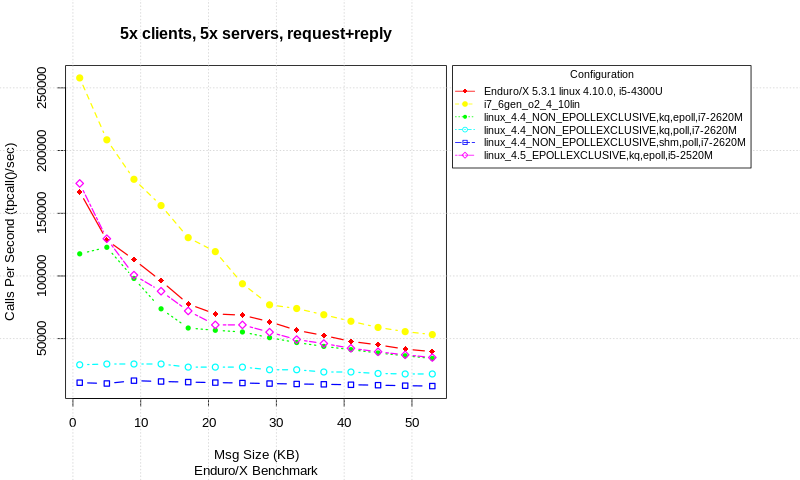 5x clients, 5x servers, request+reply
Calls Per Second (tpcall()/sec)
250000
200000
150000
100000
50000
0 10 20 30 40 50
Msg Size (KB)
Enduro/X Benchmark
Configuration
Enduro/X 5.3.1 linux 4.10.0, i5-4300U
i7_6gen_o2_4_10lin
linux_4.4_NON_EPOLLEXCLUSIVE,kq,epoll,i7-2620M
linux_4.4_NON_EPOLLEXCLUSIVE,kq,poll,i7-2620M
linux_4.4_NON_EPOLLEXCLUSIVE,shm,poll,i7-2620M
linux_4.5_EPOLLEXCLUSIVE,kq,epoll,i5-2520M